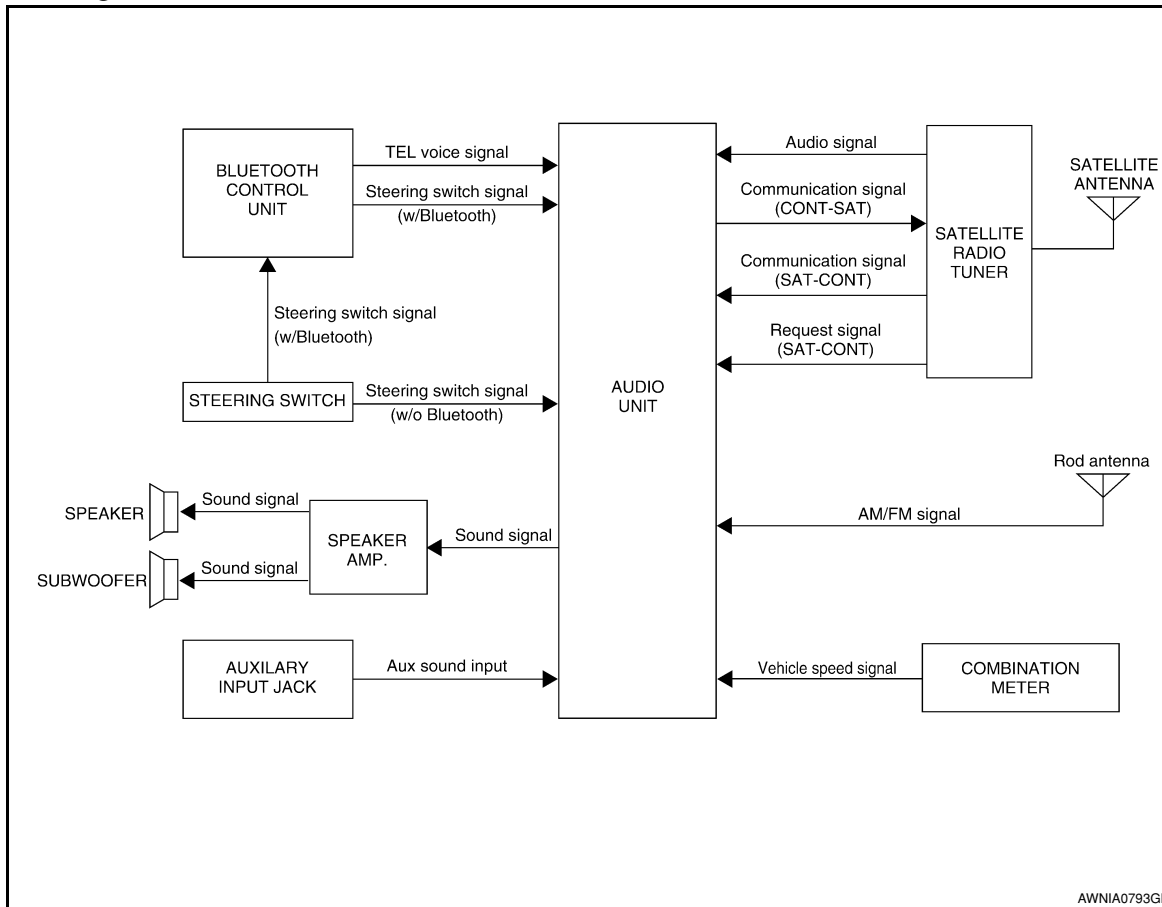 BLUETOOTH
CONTROL
UNIT
TEL voice signal
Steering switch signal
(w/Bluetooth)
Steering switch signal
(w/Bluetooth)
STEERING SWITCH
Steering switch signal
(w/o Bluetooth)
SPEAKER
Sound signal
SUBWOOFER
Sound signal
SPEAKER
AMP.
Sound signal
AUXILARY
INPUT JACK
Aux sound input
AUDIO
UNIT
Audio signal
Communication signal
(CONT-SAT)
Communication signal
(SAT-CONT)
Request signal
(SAT-CONT)
SATELLITE
RADIO
TUNER
SATELLITE
ANTENNA
Rod antenna
AM/FM signal
Vehicle speed signal
COMBINATION
METER